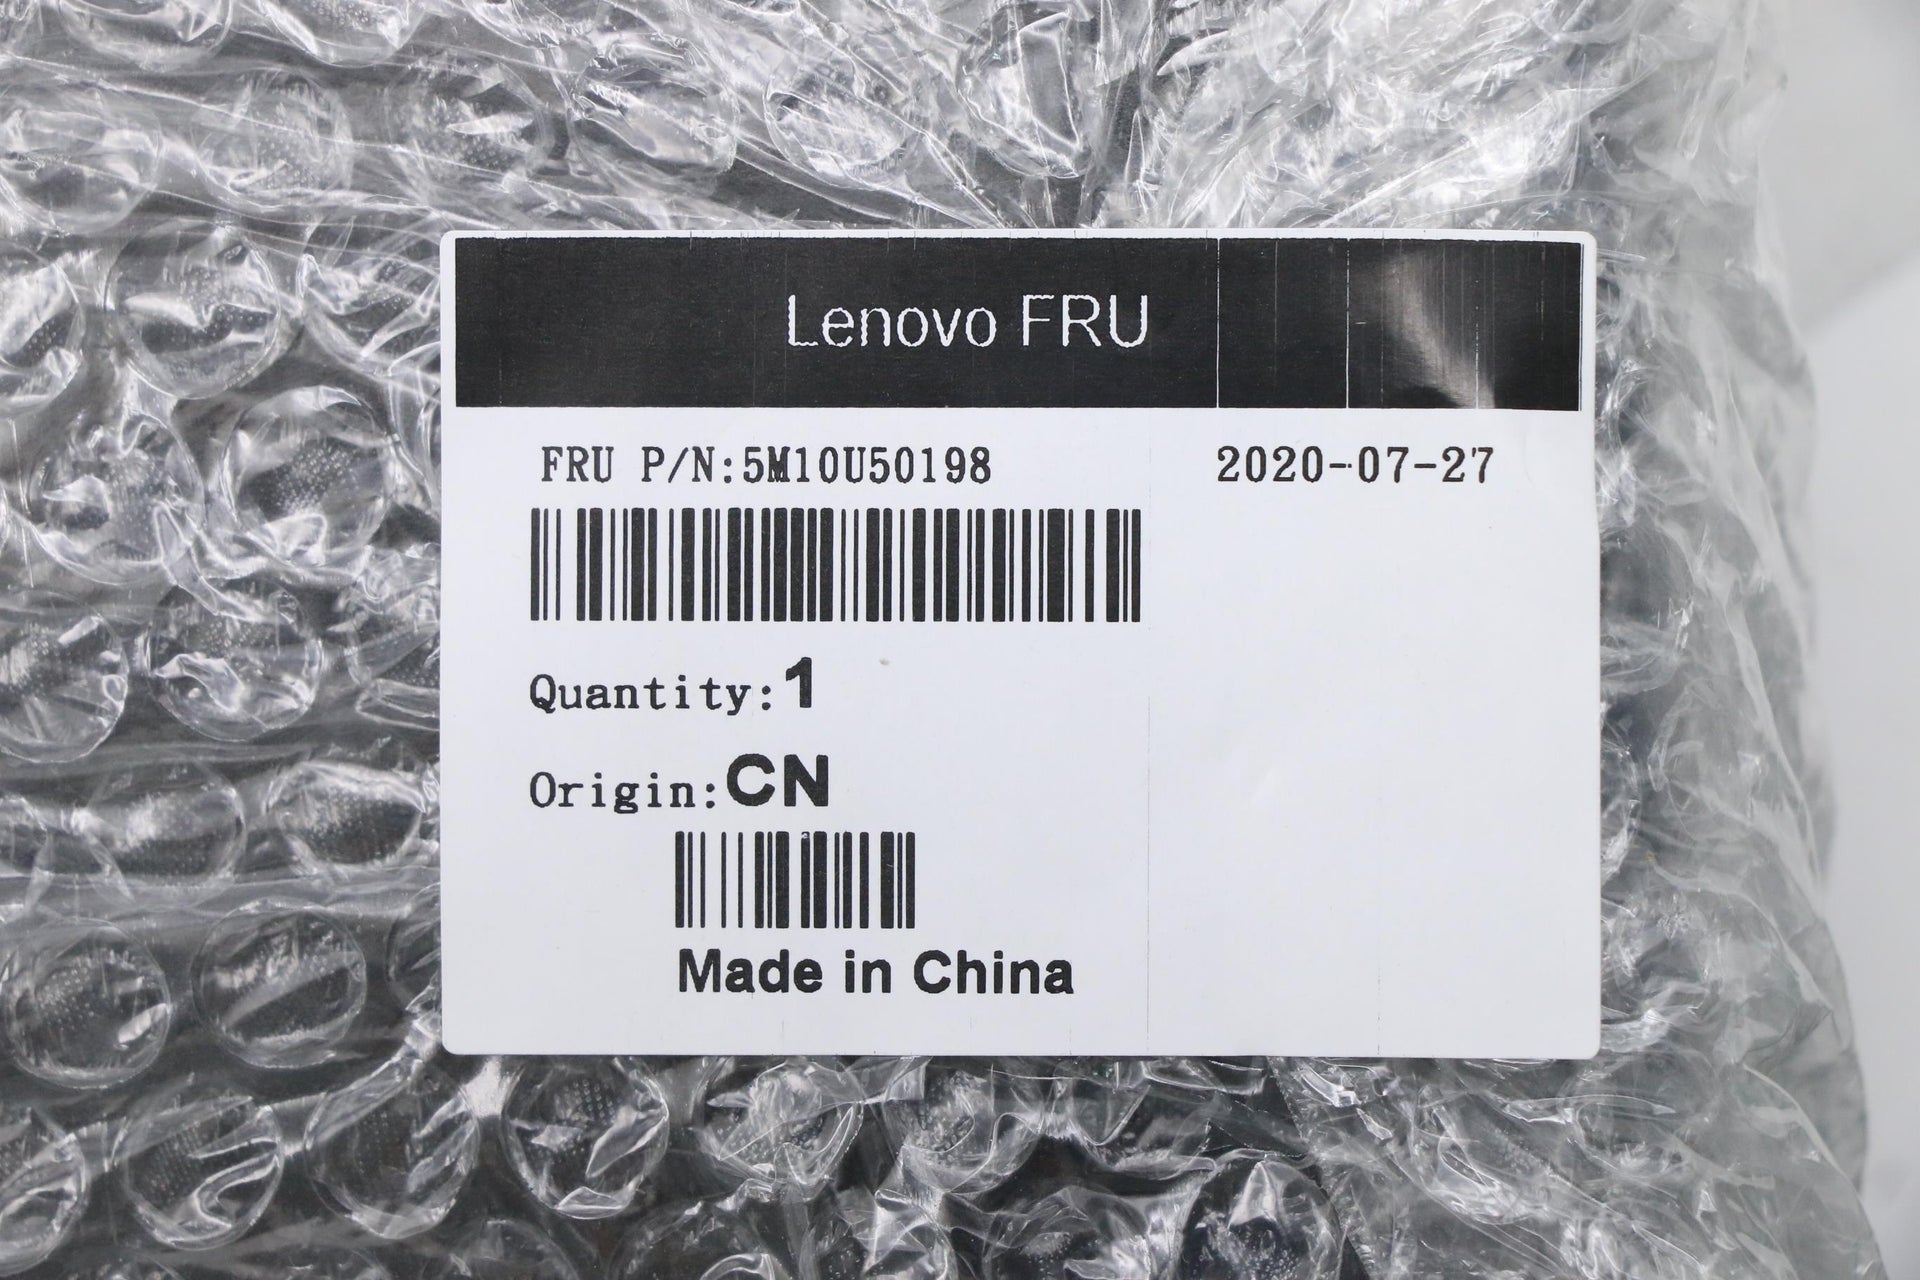 Lenovo FRU
FRU P/N:5M10U50198 2020-07-27
Quantity:1
Origin:CN
Made in China